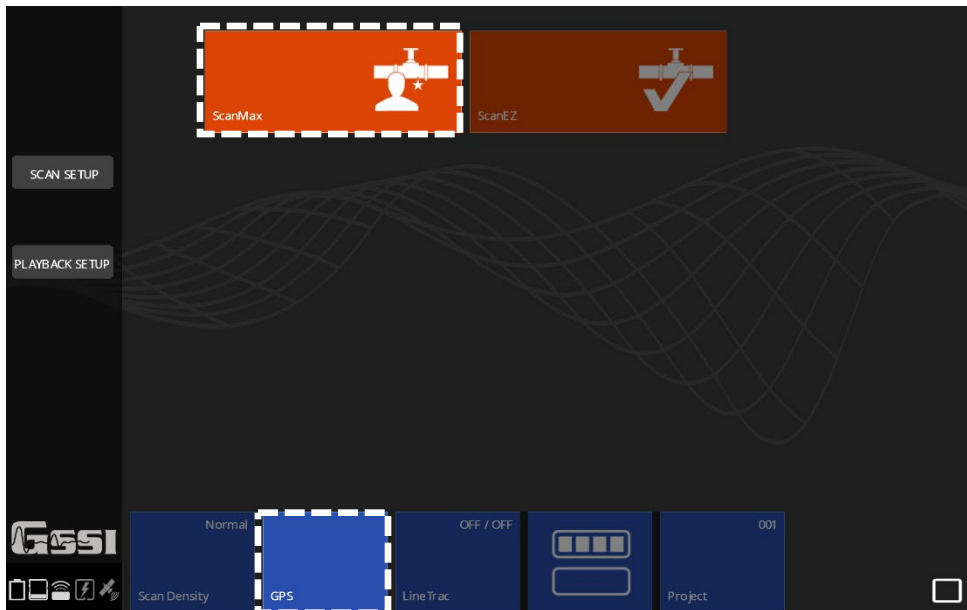 ScanMax
ScanEZ
SCAN SETUP
PLAYBACK SETUP
GSSI
Normal
Scan Density
GPS
OFF / OFF
LineTrac
001
Project